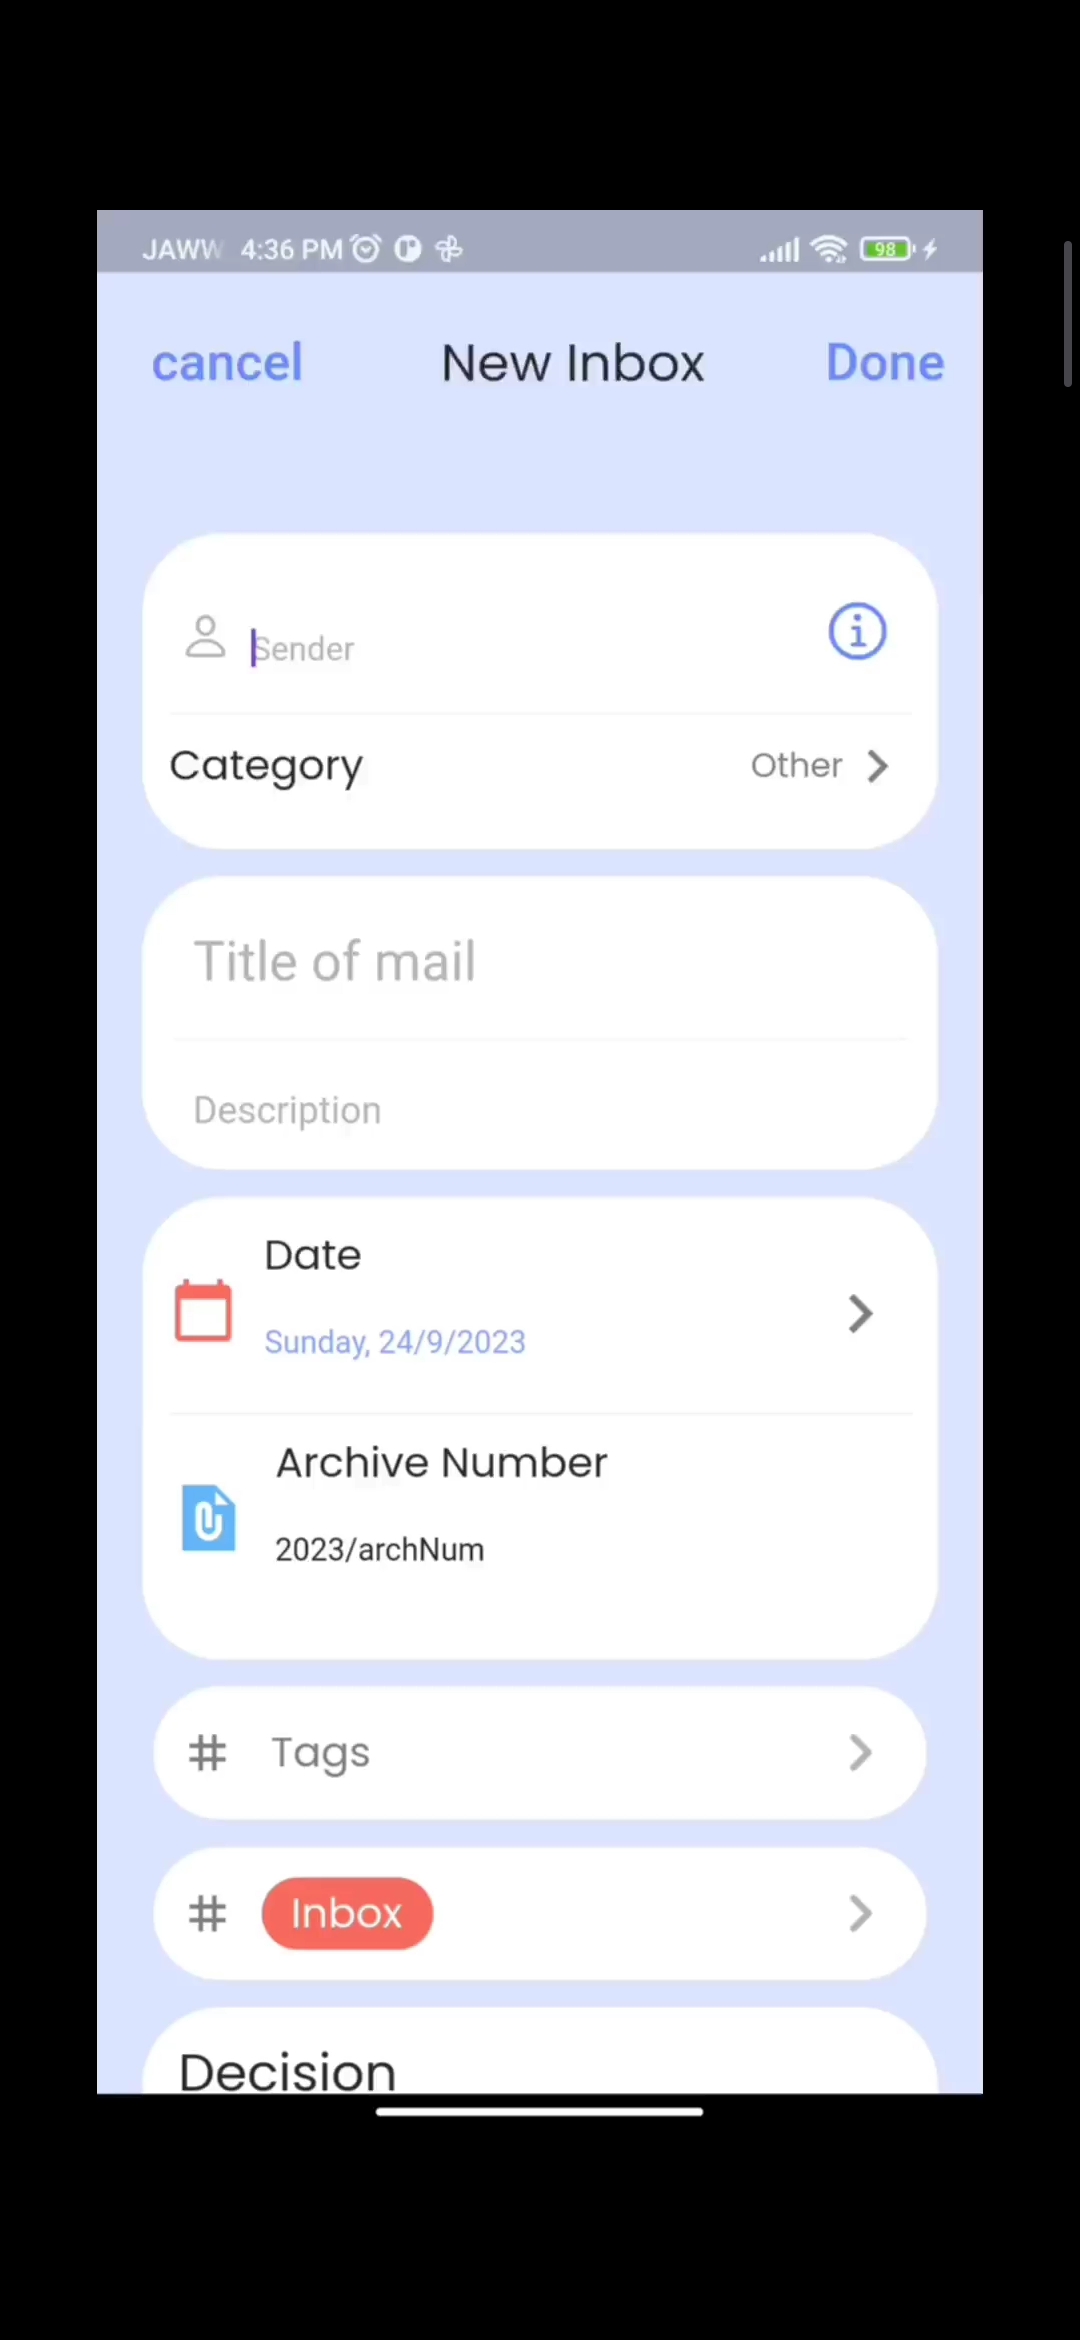 JAWW 4:36 PM 98
cancel New Inbox Done
Sender
Category Other
Title of mail
Description
Date
Sunday, 24/9/2023
Archive Number
2023/archNum
# Tags
# Inbox
Decision